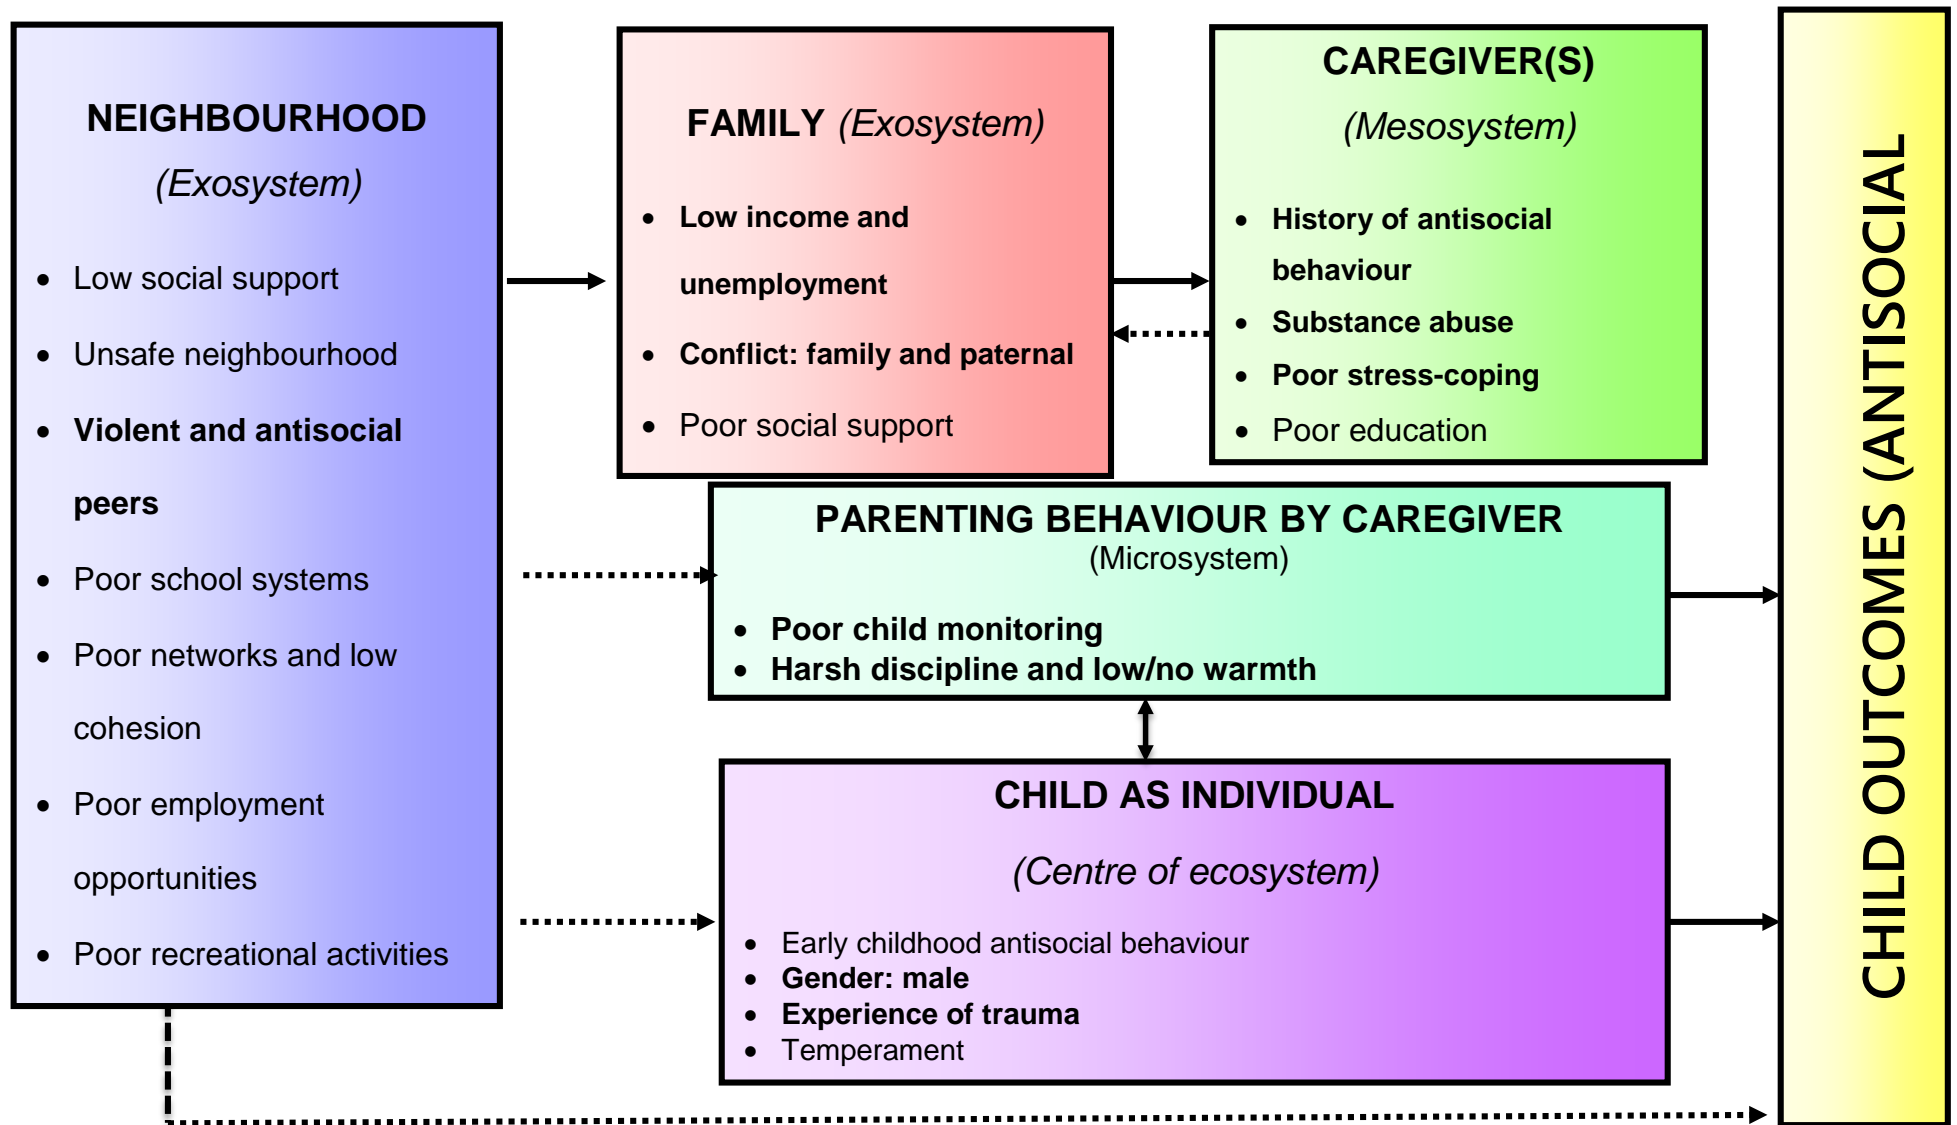 NEIGHBOURHOOD
(Exosystem)
• Low social support
• Unsafe neighbourhood
• Violent and antisocial
peers
• Poor school systems
• Poor networks and low
cohesion
• Poor employment
opportunities
• Poor recreational activities
FAMILY (Exosystem)
• Low income and
unemployment
• Conflict: family and paternal
• Poor social support
CAREGIVER(S)
(Mesosystem)
• History of antisocial
behaviour
• Substance abuse
• Poor stress-coping
• Poor education
PARENTING BEHAVIOUR BY CAREGIVER
(Microsystem)
• Poor child monitoring
• Harsh discipline and low/no warmth
CHILD AS INDIVIDUAL
(Centre of ecosystem)
• Early childhood antisocial behaviour
• Gender: male
• Experience of trauma
• Temperament
CHILD OUTCOMES (ANTISOCIAL